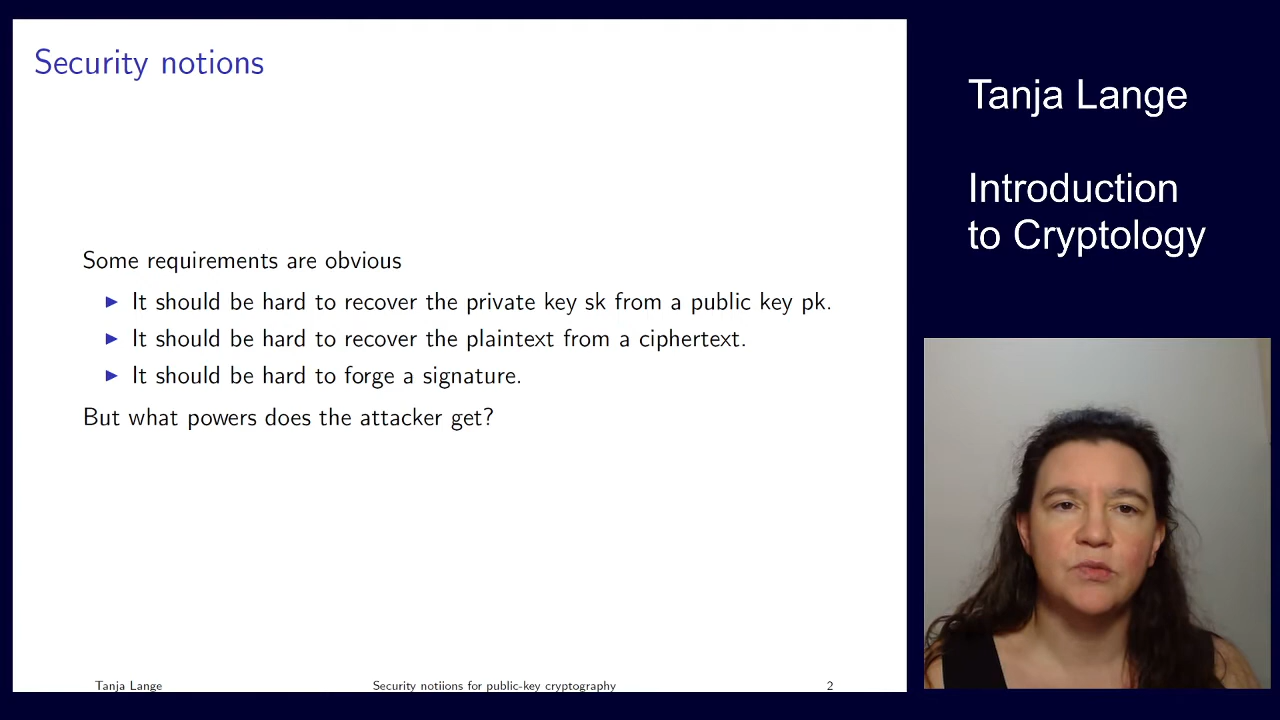 Security notions
Some requirements are obvious
▶ It should be hard to recover the private key sk from a public key pk.
▶ It should be hard to recover the plaintext from a ciphertext.
▶ It should be hard to forge a signature.
But what powers does the attacker get?
Tanja Lange
Security notiions for public-key cryptography
2
Tanja Lange
Introduction
to Cryptology